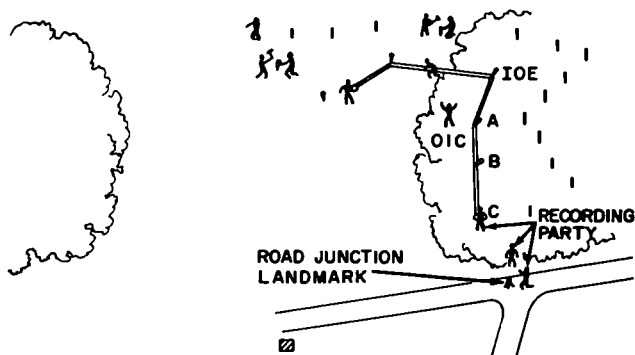 IOE
A
OIC
B
C
RECORDING
PARTY
ROAD JUNCTION
LANDMARK